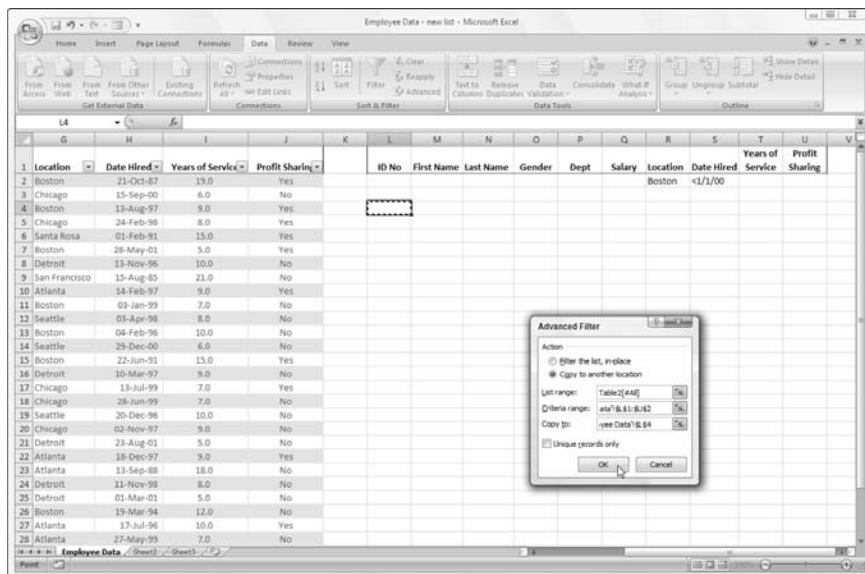 Employee Data - new list - Microsoft Excel
Home Insert Page Layout Formulas Data Review View
From Access From Web From Text From Other Sources Existing Connections Refresh All Connections Properties Edit Links Sort Filter Clear Reapply Advanced Text to Columns Remove Duplicates Data Validation Consolidate What-If Analysis Group Ungroup Subtotal Show Detail Hide Detail
Get External Data Connections Sort & Filter Data Tools Outline
L4 fx
G H I J K L M N O P Q R S T U V
1 Location Date Hired Years of Service Profit Sharing ID No First Name Last Name Gender Dept Salary Location Date Hired Years of Service Profit Sharing
2 Boston 21-Oct-87 19.0 Yes Boston <1/1/00
3 Chicago 15-Sep-00 6.0 No
4 Boston 13-Aug-97 9.0 Yes
5 Chicago 24-Feb-98 8.0 Yes
6 Santa Rosa 01-Feb-91 15.0 Yes
7 Boston 28-May-01 5.0 Yes
8 Detroit 13-Nov-96 10.0 No
9 San Francisco 15-Aug-85 21.0 No
10 Atlanta 14-Feb-97 9.0 Yes
11 Boston 03-Jan-99 7.0 No
12 Seattle 03-Apr-98 8.0 No
13 Boston 04-Feb-96 10.0 No
14 Seattle 29-Dec-00 6.0 No
15 Boston 22-Jun-91 15.0 Yes
16 Detroit 10-Mar-97 9.0 No
17 Chicago 13-Jul-99 7.0 Yes
18 Chicago 28-Jun-99 7.0 No
19 Seattle 20-Dec-96 10.0 No
20 Chicago 02-Nov-97 9.0 No
21 Detroit 23-Aug-01 5.0 No
22 Atlanta 18-Dec-97 9.0 Yes
23 Atlanta 13-Sep-88 18.0 No
24 Detroit 11-Nov-98 8.0 No
25 Detroit 01-Mar-01 5.0 No
26 Boston 19-Mar-94 12.0 No
27 Atlanta 17-Jul-96 10.0 Yes
28 Atlanta 27-May-99 7.0 No
Advanced Filter
Action
Filter the list, in-place
Copy to another location
List range: Table2[#All]
Criteria range: ata'!$L$1:$U$2
Copy to: yee Data'!$L$4
Unique records only
OK Cancel
Employee Data Sheet2 Sheet3
Point